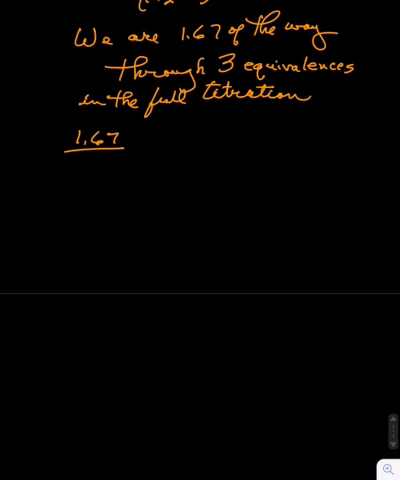 We are 1.67 of the way
through 3 equivalences
in the full titration
1.67